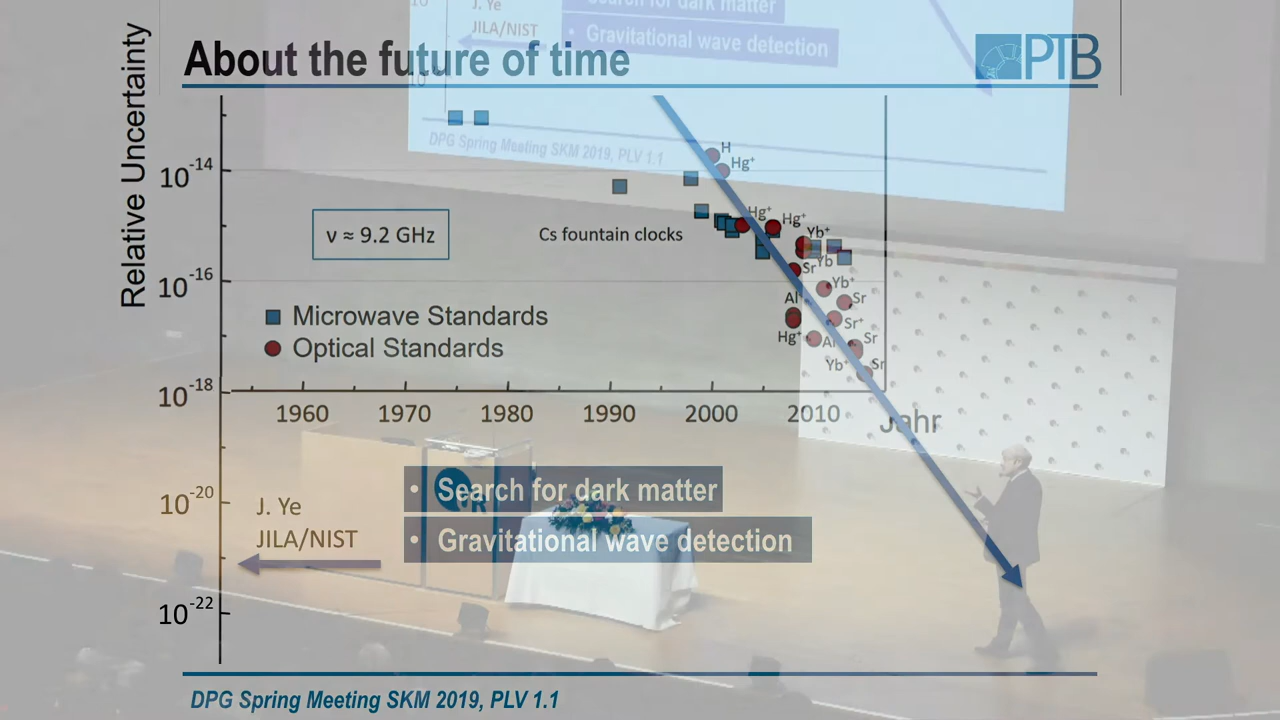 10
J. Ye
Search for dark matter
JILA/NIST
• Gravitational wave detection
About the future of time
PTB
DPG Spring Meeting SKM 2019, PLV 1.1
Relative Uncertainty
10-14
H
Hg+
ν ≈ 9.2 GHz
Cs fountain clocks
Hg+
Hg+
Yb+
Sr
Yb
10-16
Yb+
Al
Sr
Microwave Standards
Sr+
Optical Standards
Hg+
Al
Sr
Yb+
Sr
10-18
1960
1970
1980
1990
2000
2010
Jahr
• Search for dark matter
10-20
J. Ye
JILA/NIST
• Gravitational wave detection
10-22
DPG Spring Meeting SKM 2019, PLV 1.1